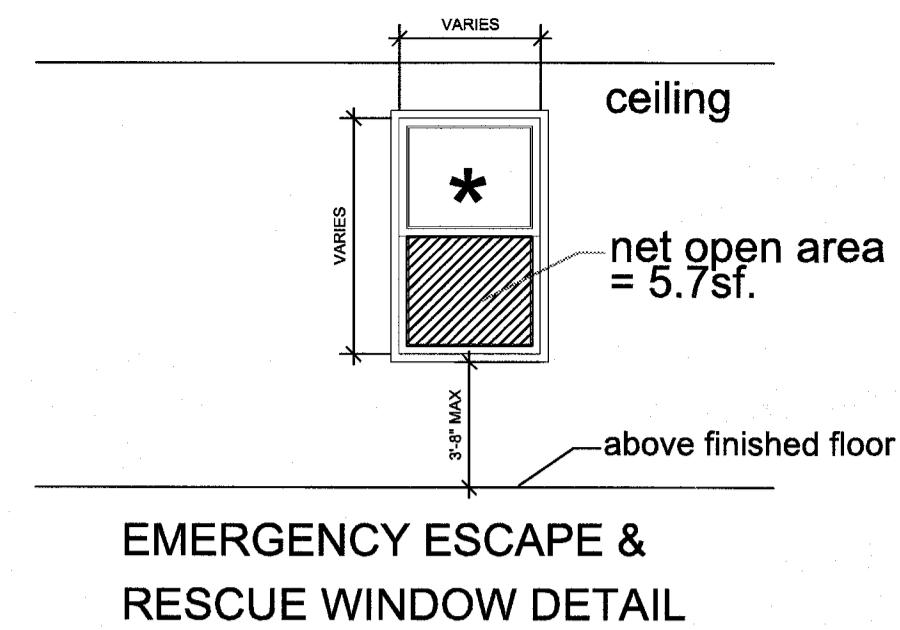 VARIES
ceiling
*
VARIES
net open area
= 5.7sf.
3'-8" MAX
above finished floor
EMERGENCY ESCAPE &
RESCUE WINDOW DETAIL